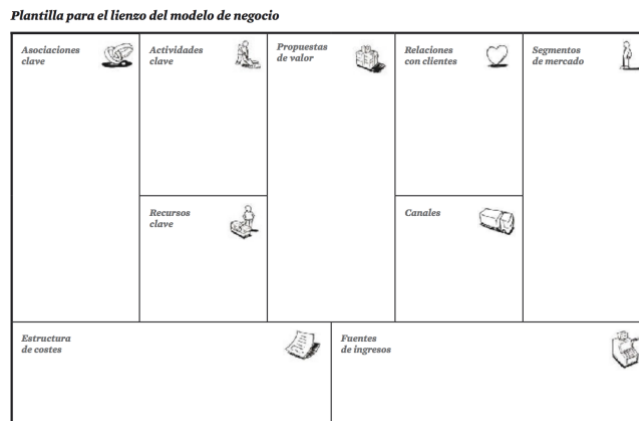 Plantilla para el lienzo del modelo de negocio
Asociaciones
clave
Actividades
clave
Propuestas
de valor
Relaciones
con clientes
Segmentos
de mercado
Recursos
clave
Canales
Estructura
de costes
Fuentes
de ingresos